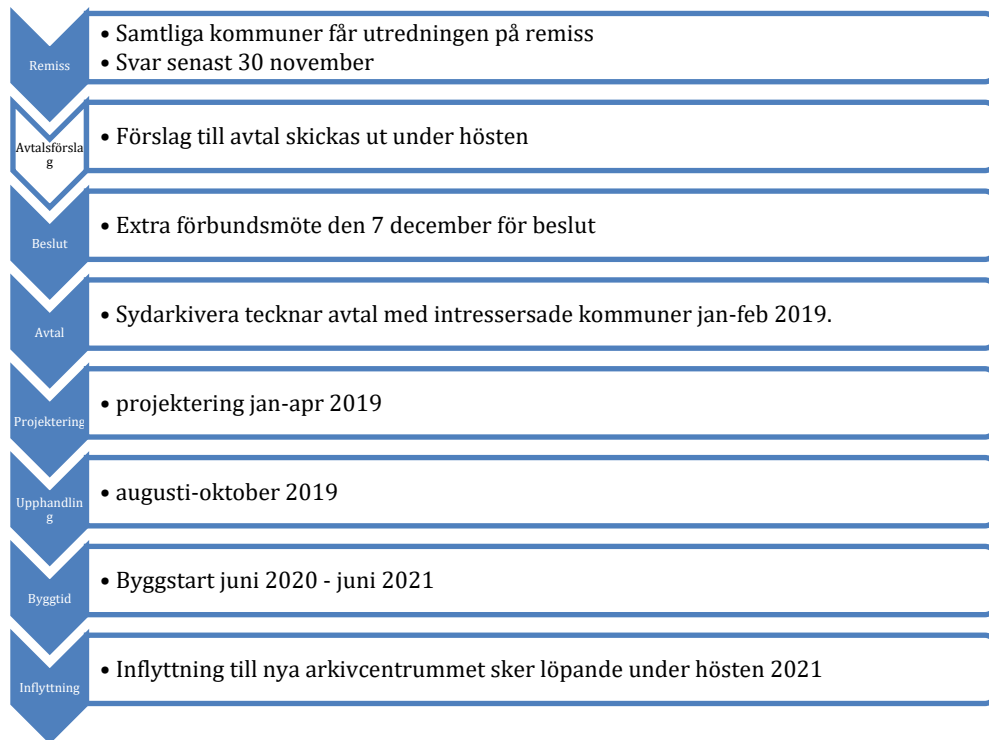 Remiss
• Samtliga kommuner får utredningen på remiss
• Svar senast 30 november
Avtalsförsla
g
• Förslag till avtal skickas ut under hösten
Beslut
• Extra förbundsmöte den 7 december för beslut
Avtal
• Sydarkivera tecknar avtal med intressersade kommuner jan-feb 2019.
Projektering
• projektering jan-apr 2019
Upphandlin
g
• augusti-oktober 2019
Byggtid
• Byggstart juni 2020 - juni 2021
Inflyttning
• Inflyttning till nya arkivcentrummet sker löpande under hösten 2021